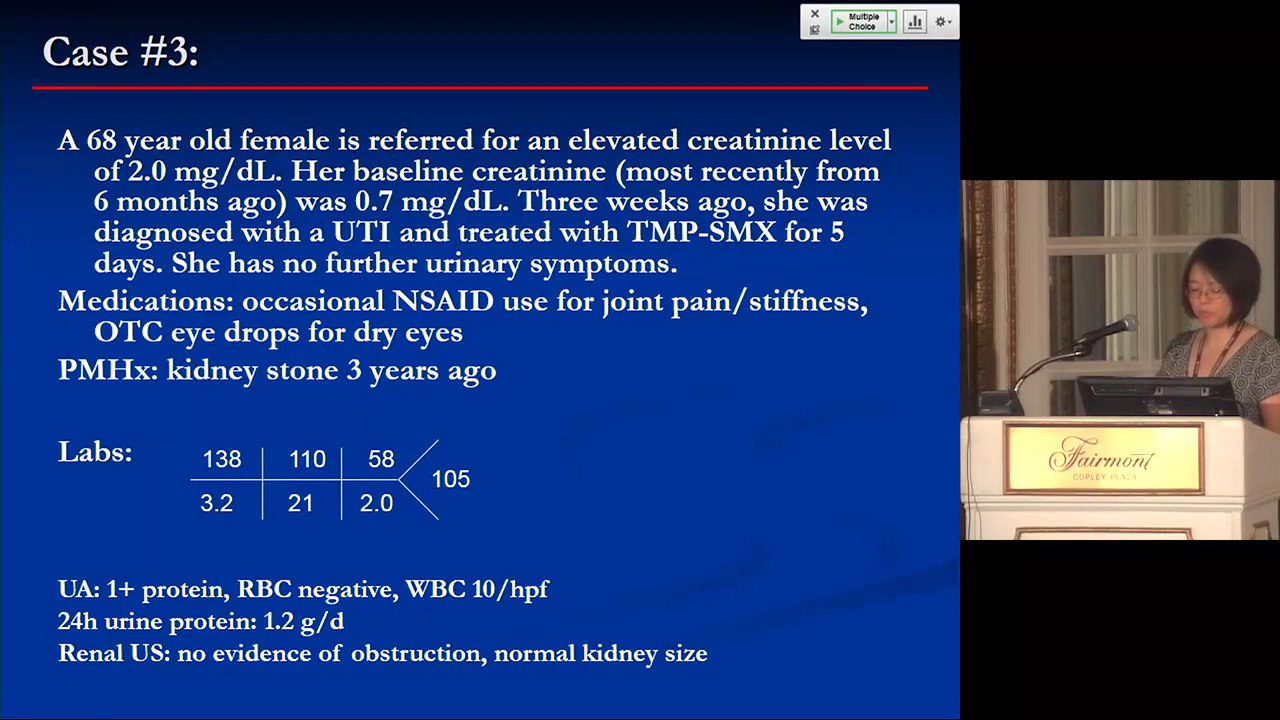 Multiple
Choice
Case #3:
A 68 year old female is referred for an elevated creatinine level
of 2.0 mg/dL. Her baseline creatinine (most recently from
6 months ago) was 0.7 mg/dL. Three weeks ago, she was
diagnosed with a UTI and treated with TMP-SMX for 5
days. She has no further urinary symptoms.
Medications: occasional NSAID use for joint pain/stiffness,
OTC eye drops for dry eyes
PMHx: kidney stone 3 years ago
Labs:
138 110 58
105
3.2 21 2.0
UA: 1+ protein, RBC negative, WBC 10/hpf
24h urine protein: 1.2 g/d
Renal US: no evidence of obstruction, normal kidney size
Fairmont
COPLEY PLAZA